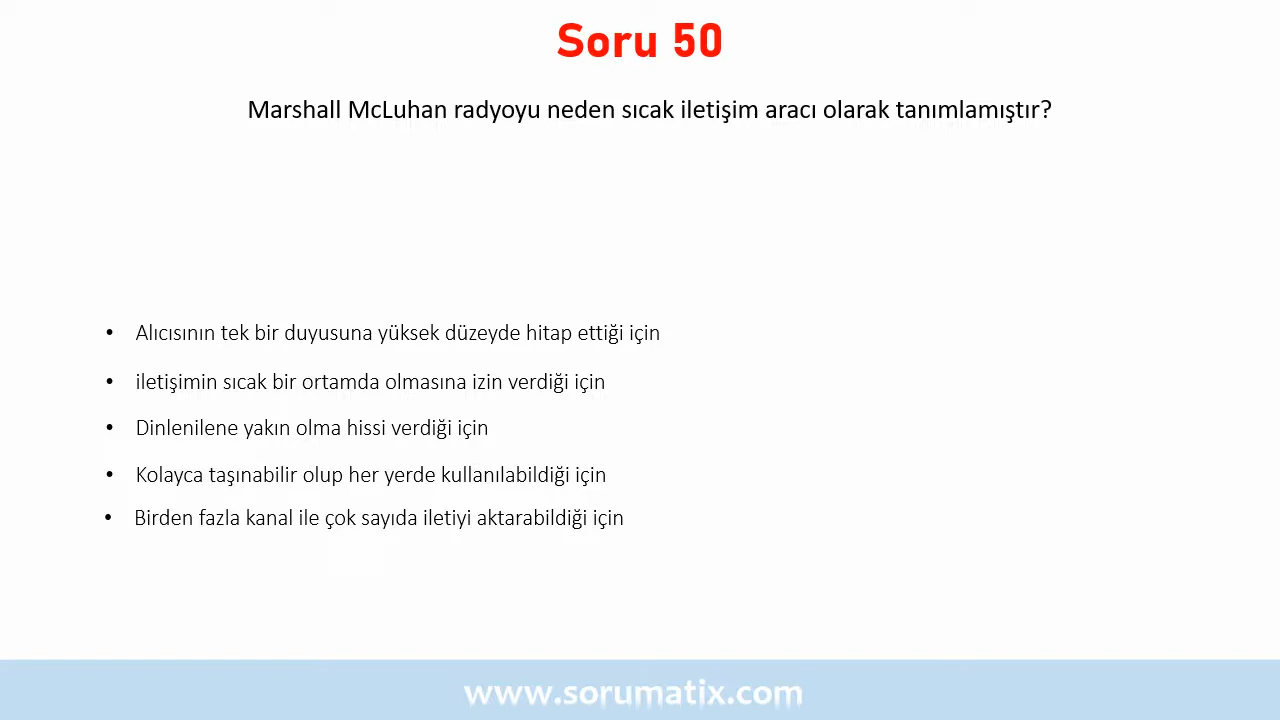 Soru 50
Marshall McLuhan radyoyu neden sıcak iletişim aracı olarak tanımlamıştır?
• Alıcısının tek bir duyusuna yüksek düzeyde hitap ettiği için
• iletişimin sıcak bir ortamda olmasına izin verdiği için
• Dinlenilene yakın olma hissi verdiği için
• Kolayca taşınabilir olup her yerde kullanılabildiği için
• Birden fazla kanal ile çok sayıda iletiyi aktarabildiği için
www.sorumatix.com